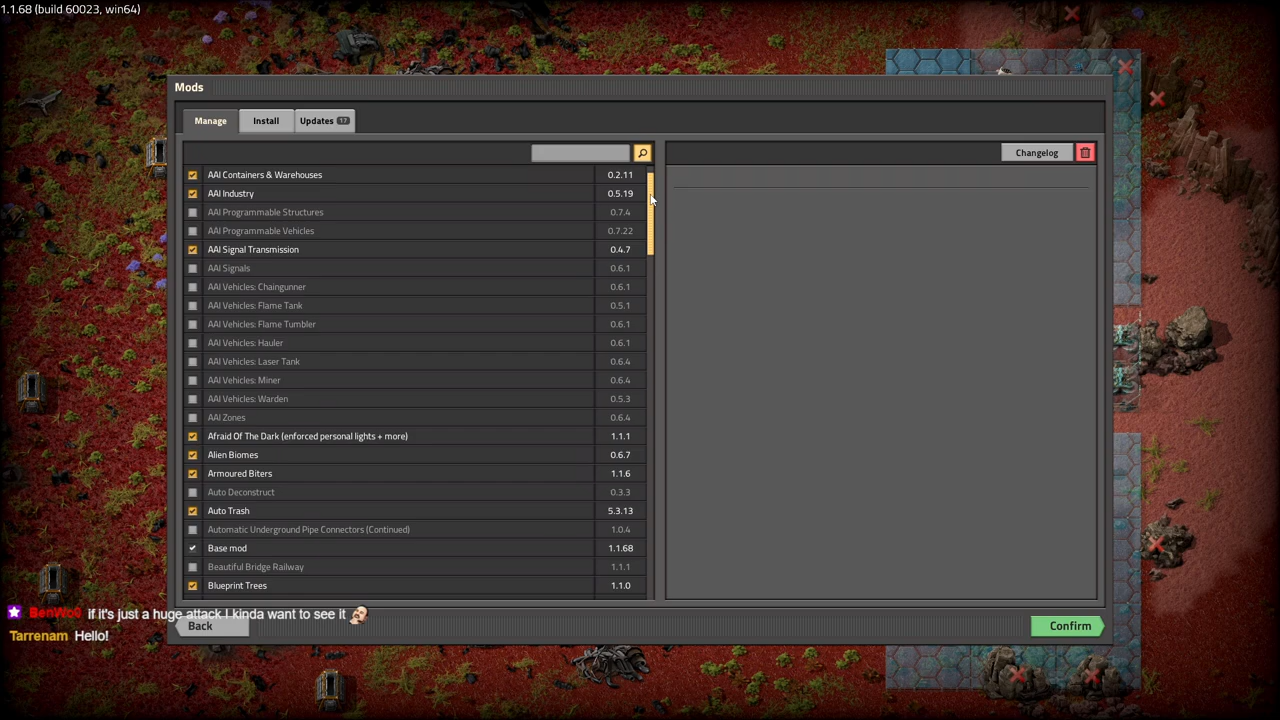 1.1.68 (build 60023, win64)
Mods
Manage Install Updates 17
Changelog
AAI Containers & Warehouses 0.2.11
AAI Industry 0.5.19
AAI Programmable Structures 0.7.4
AAI Programmable Vehicles 0.7.22
AAI Signal Transmission 0.4.7
AAI Signals 0.6.1
AAI Vehicles: Chaingunner 0.6.1
AAI Vehicles: Flame Tank 0.5.1
AAI Vehicles: Flame Tumbler 0.6.1
AAI Vehicles: Hauler 0.6.1
AAI Vehicles: Laser Tank 0.6.4
AAI Vehicles: Miner 0.6.4
AAI Vehicles: Warden 0.5.3
AAI Zones 0.6.4
Afraid Of The Dark (enforced personal lights + more) 1.1.1
Alien Biomes 0.6.7
Armoured Biters 1.1.6
Auto Deconstruct 0.3.3
Auto Trash 5.3.13
Automatic Underground Pipe Connectors (Continued) 1.0.4
Base mod 1.1.68
Beautiful Bridge Railway 1.1.1
Blueprint Trees 1.1.0
if it's just a huge attack I kinda want to see it
Back Confirm
Tarrenam Hello!